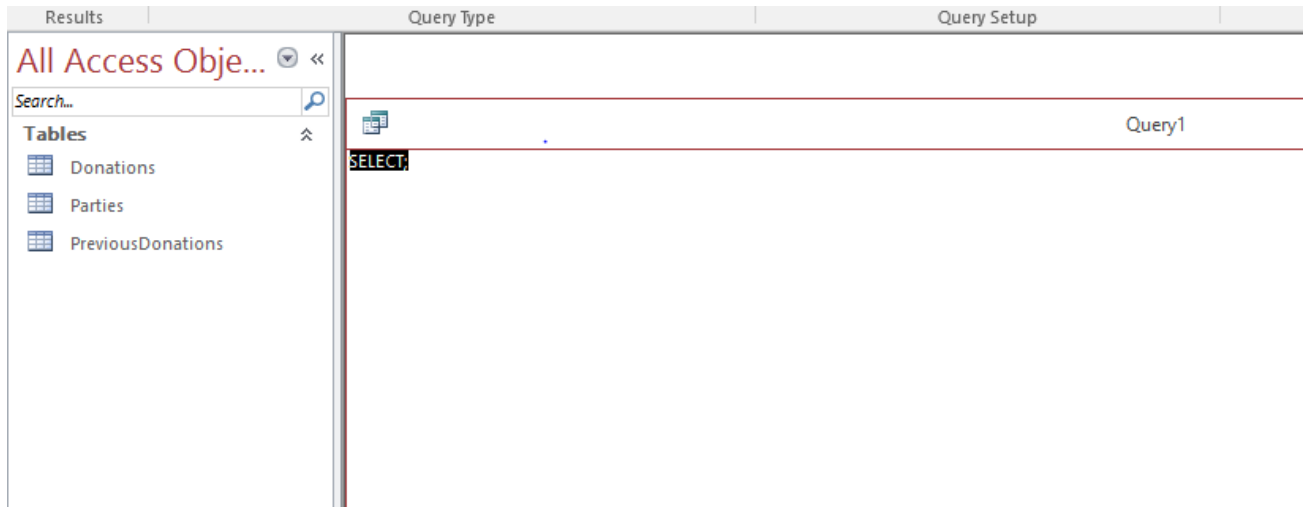 Results Query Type Query Setup
All Access Obje... «
Search...
Tables
Donations
Parties
PreviousDonations
Query1
SELECT;